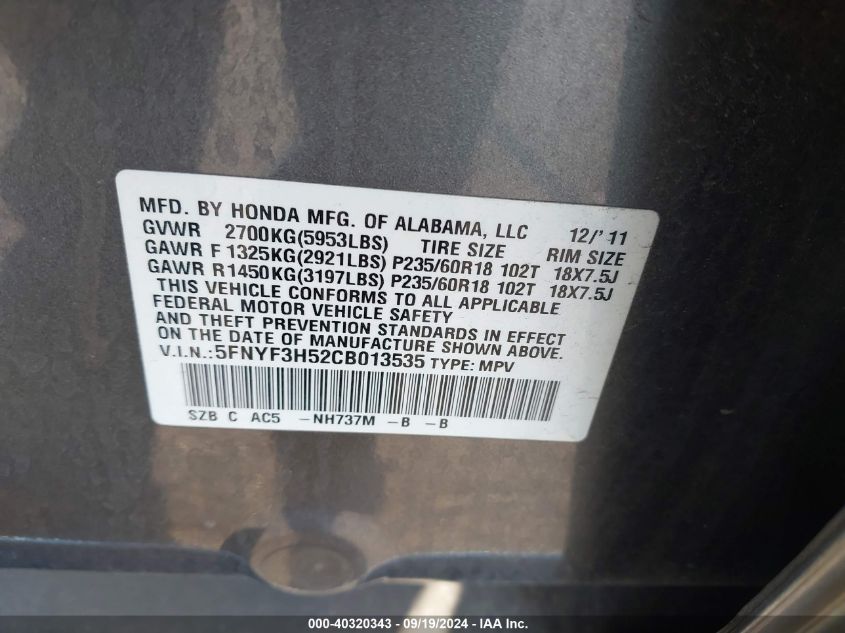 MFD. BY HONDA MFG. OF ALABAMA, LLC 12/'11
GVWR 2700KG(5953LBS) TIRE SIZE RIM SIZE
GAWR F 1325KG(2921LBS) P235/60R18 102T 18X7.5J
GAWR R 1450KG(3197LBS) P235/60R18 102T 18X7.5J
THIS VEHICLE CONFORMS TO ALL APPLICABLE
FEDERAL MOTOR VEHICLE SAFETY
AND THEFT PREVENTION STANDARDS IN EFFECT
ON THE DATE OF MANUFACTURE SHOWN ABOVE.
V.I.N.:5FNYF3H52CB013535 TYPE: MPV
SZB C AC5 -NH737M -B -B
000-40320343 - 09/19/2024 - IAA Inc.